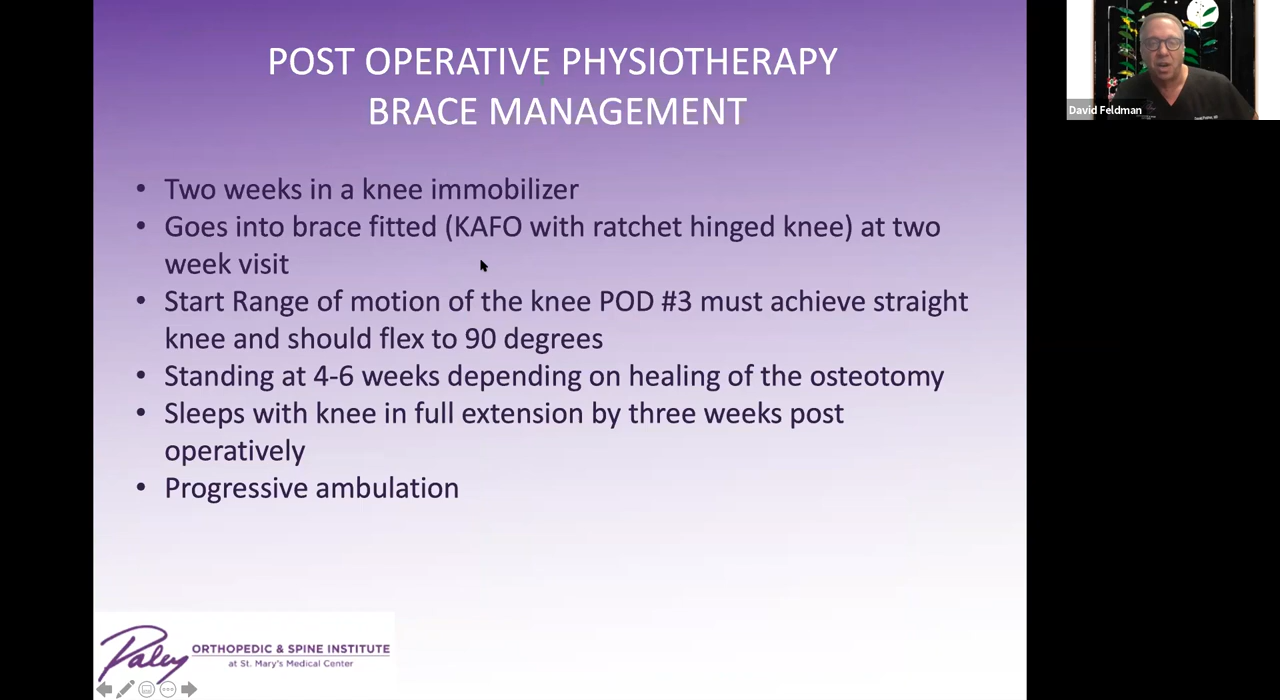 POST OPERATIVE PHYSIOTHERAPY
BRACE MANAGEMENT
• Two weeks in a knee immobilizer
• Goes into brace fitted (KAFO with ratchet hinged knee) at two
week visit
• Start Range of motion of the knee POD #3 must achieve straight
knee and should flex to 90 degrees
• Standing at 4-6 weeks depending on healing of the osteotomy
• Sleeps with knee in full extension by three weeks post
operatively
• Progressive ambulation
David Feldman
Paley
ORTHOPEDIC & SPINE INSTITUTE
at St. Mary's Medical Center